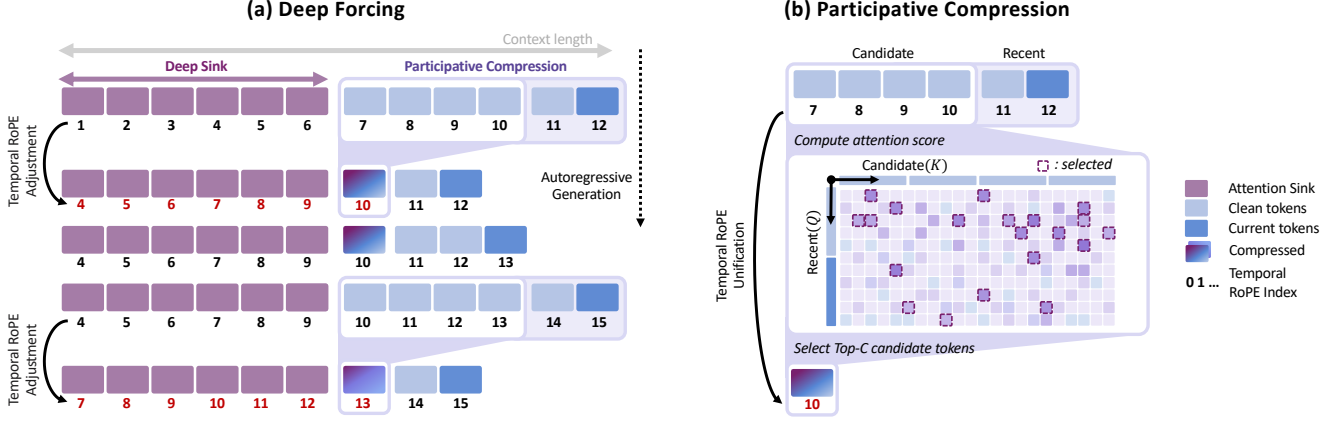 (a) Deep Forcing
Context length
Deep Sink
Participative Compression
1 2 3 4 5 6 7 8 9 10 11 12
Temporal RoPE
Adjustment
4 5 6 7 8 9 10 11 12
Autoregressive
Generation
4 5 6 7 8 9 10 11 12 13
4 5 6 7 8 9 10 11 12 13 14 15
Temporal RoPE
Adjustment
7 8 9 10 11 12 13 14 15
(b) Participative Compression
Candidate Recent
7 8 9 10 11 12
Compute attention score
Candidate(K)
: selected
Recent(Q)
Temporal RoPE
Unification
Select Top-C candidate tokens
10
Attention Sink
Clean tokens
Current tokens
Compressed
0 1 ... Temporal
RoPE Index